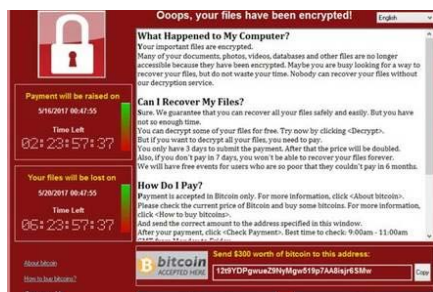 Ooops, your files have been encrypted!
English
What Happened to My Computer?
Your important files are encrypted.
Many of your documents, photos, videos, databases and other files are no longer
accessible because they have been encrypted. Maybe you are busy looking for a way to
recover your files, but do not waste your time. Nobody can recover your files without
our decryption service.
Payment will be raised on
5/16/2017 00:47:55
Time Left
02:23:57:37
Can I Recover My Files?
Sure. We guarantee that you can recover all your files safely and easily. But you have
not so enough time.
You can decrypt some of your files for free. Try now by clicking <Decrypt>.
But if you want to decrypt all your files, you need to pay.
You only have 3 days to submit the payment. After that the price will be doubled.
Also, if you don't pay in 7 days, you won't be able to recover your files forever.
We will have free events for users who are so poor that they couldn't pay in 6 months.
Your files will be lost on
5/20/2017 00:47:55
Time Left
06:23:57:37
How Do I Pay?
Payment is accepted in Bitcoin only. For more information, click <About bitcoin>.
Please check the current price of Bitcoin and buy some bitcoins. For more information,
click <How to buy bitcoins>.
And send the correct amount to the address specified in this window.
After your payment, click <Check Payment>. Best time to check: 9:00am - 11:00am
GMT from Monday to Friday.
About bitcoin
How to buy bitcoins?
bitcoin
ACCEPTED HERE
Send $300 worth of bitcoin to this address:
Copy